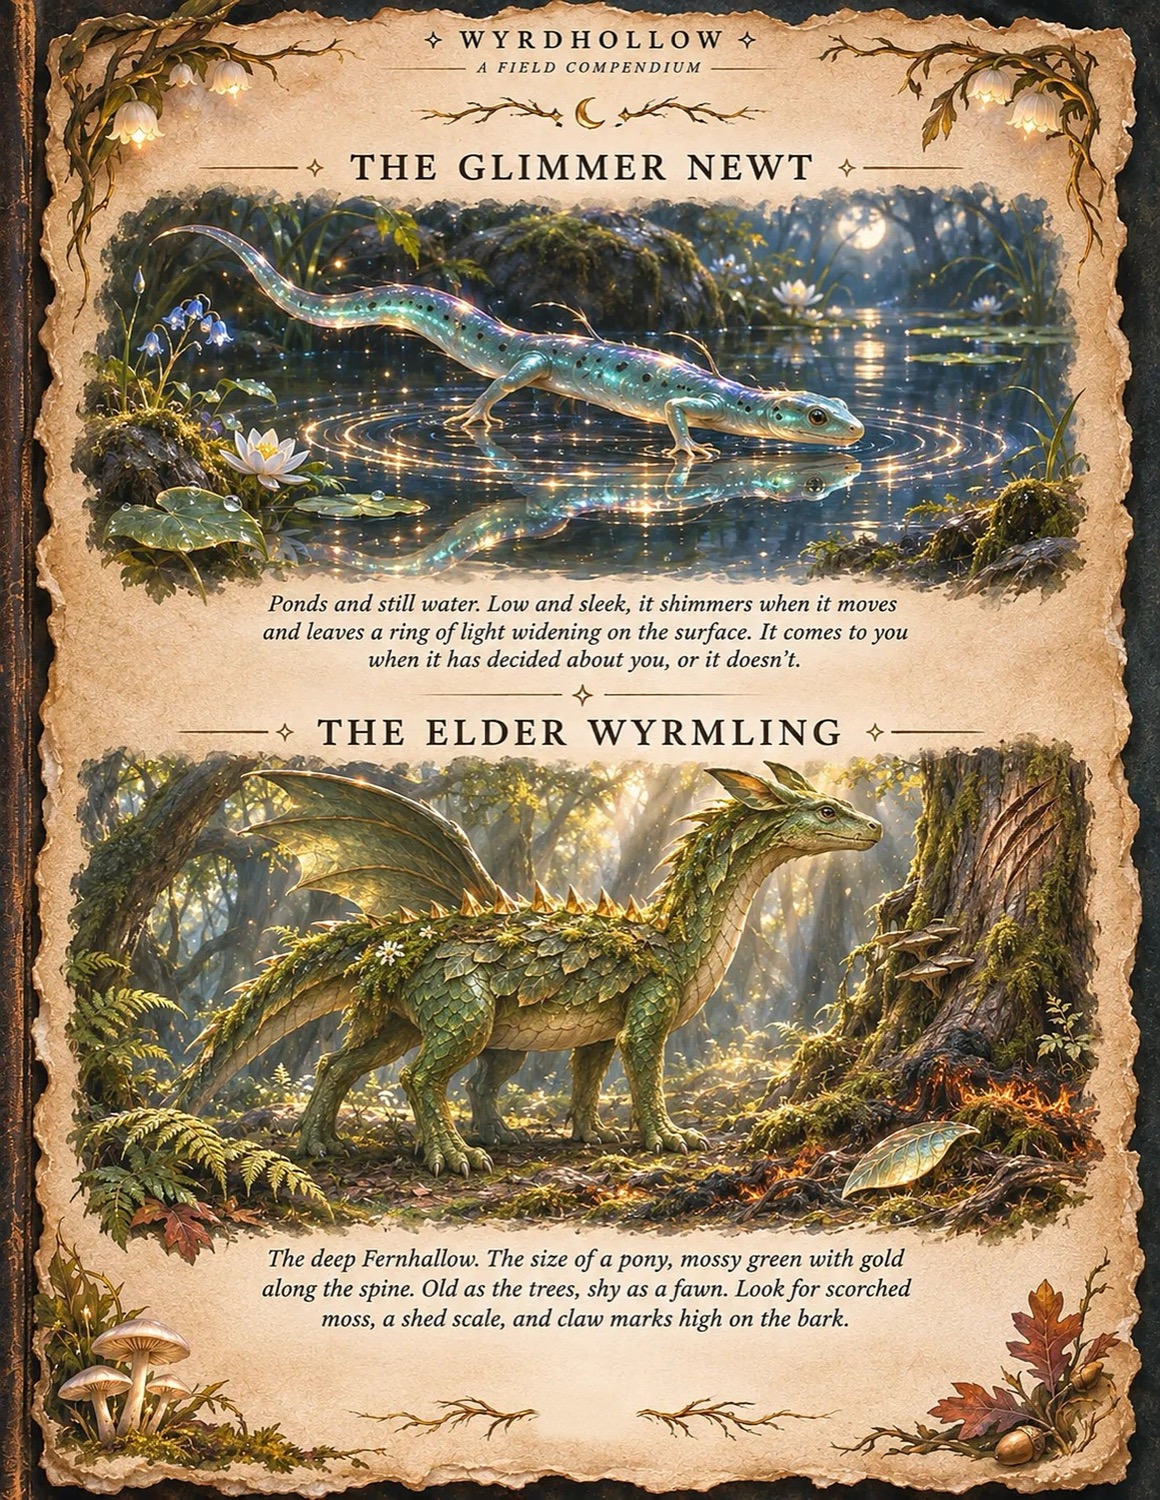 WYRDHOLLOW
A FIELD COMPENDIUM
THE GLIMMER NEWT
Ponds and still water. Low and sleek, it shimmers when it moves
and leaves a ring of light widening on the surface. It comes to you
when it has decided about you, or it doesn't.
THE ELDER WYRMLING
The deep Fernhallow. The size of a pony, mossy green with gold
along the spine. Old as the trees, shy as a fawn. Look for scorched
moss, a shed scale, and claw marks high on the bark.